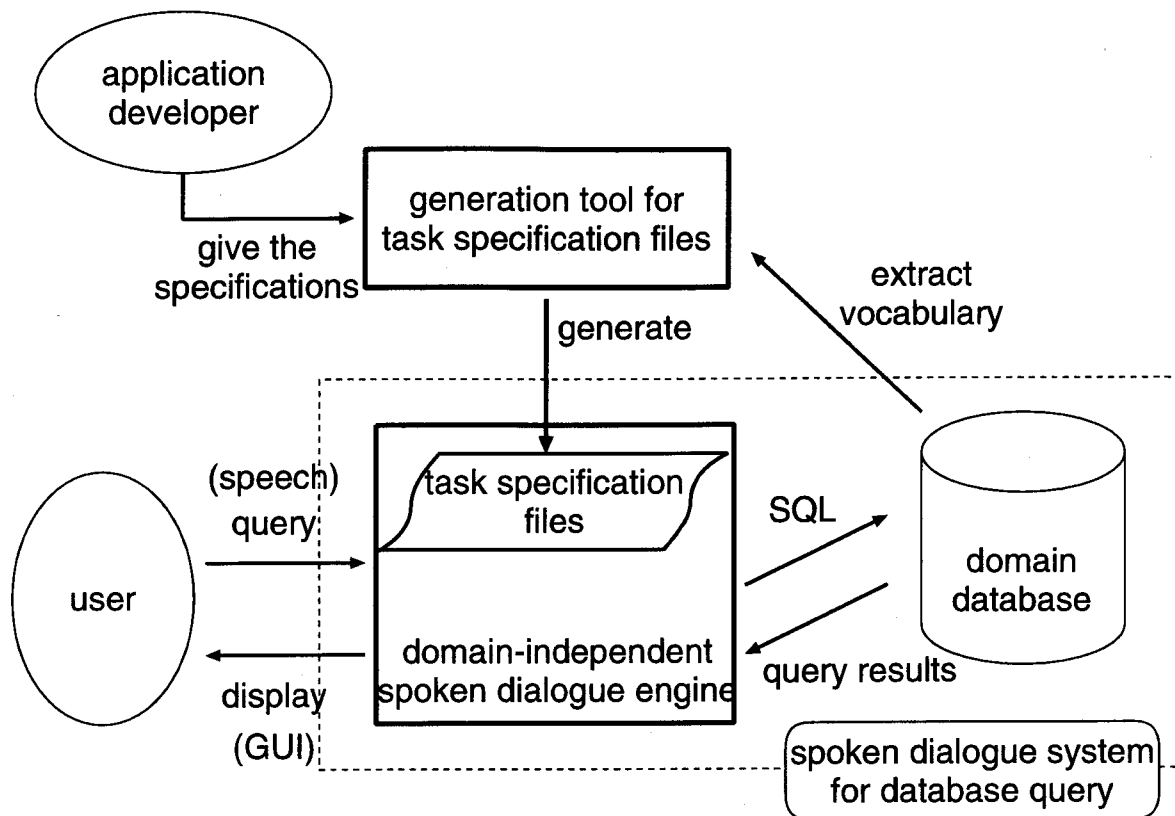 application
developer
generation tool for
task specification files
give the
specifications
extract
vocabulary
generate
(speech)
query
task specification
files
SQL
domain
database
user
domain-independent
spoken dialogue engine
query results
display
(GUI)
spoken dialogue system
for database query